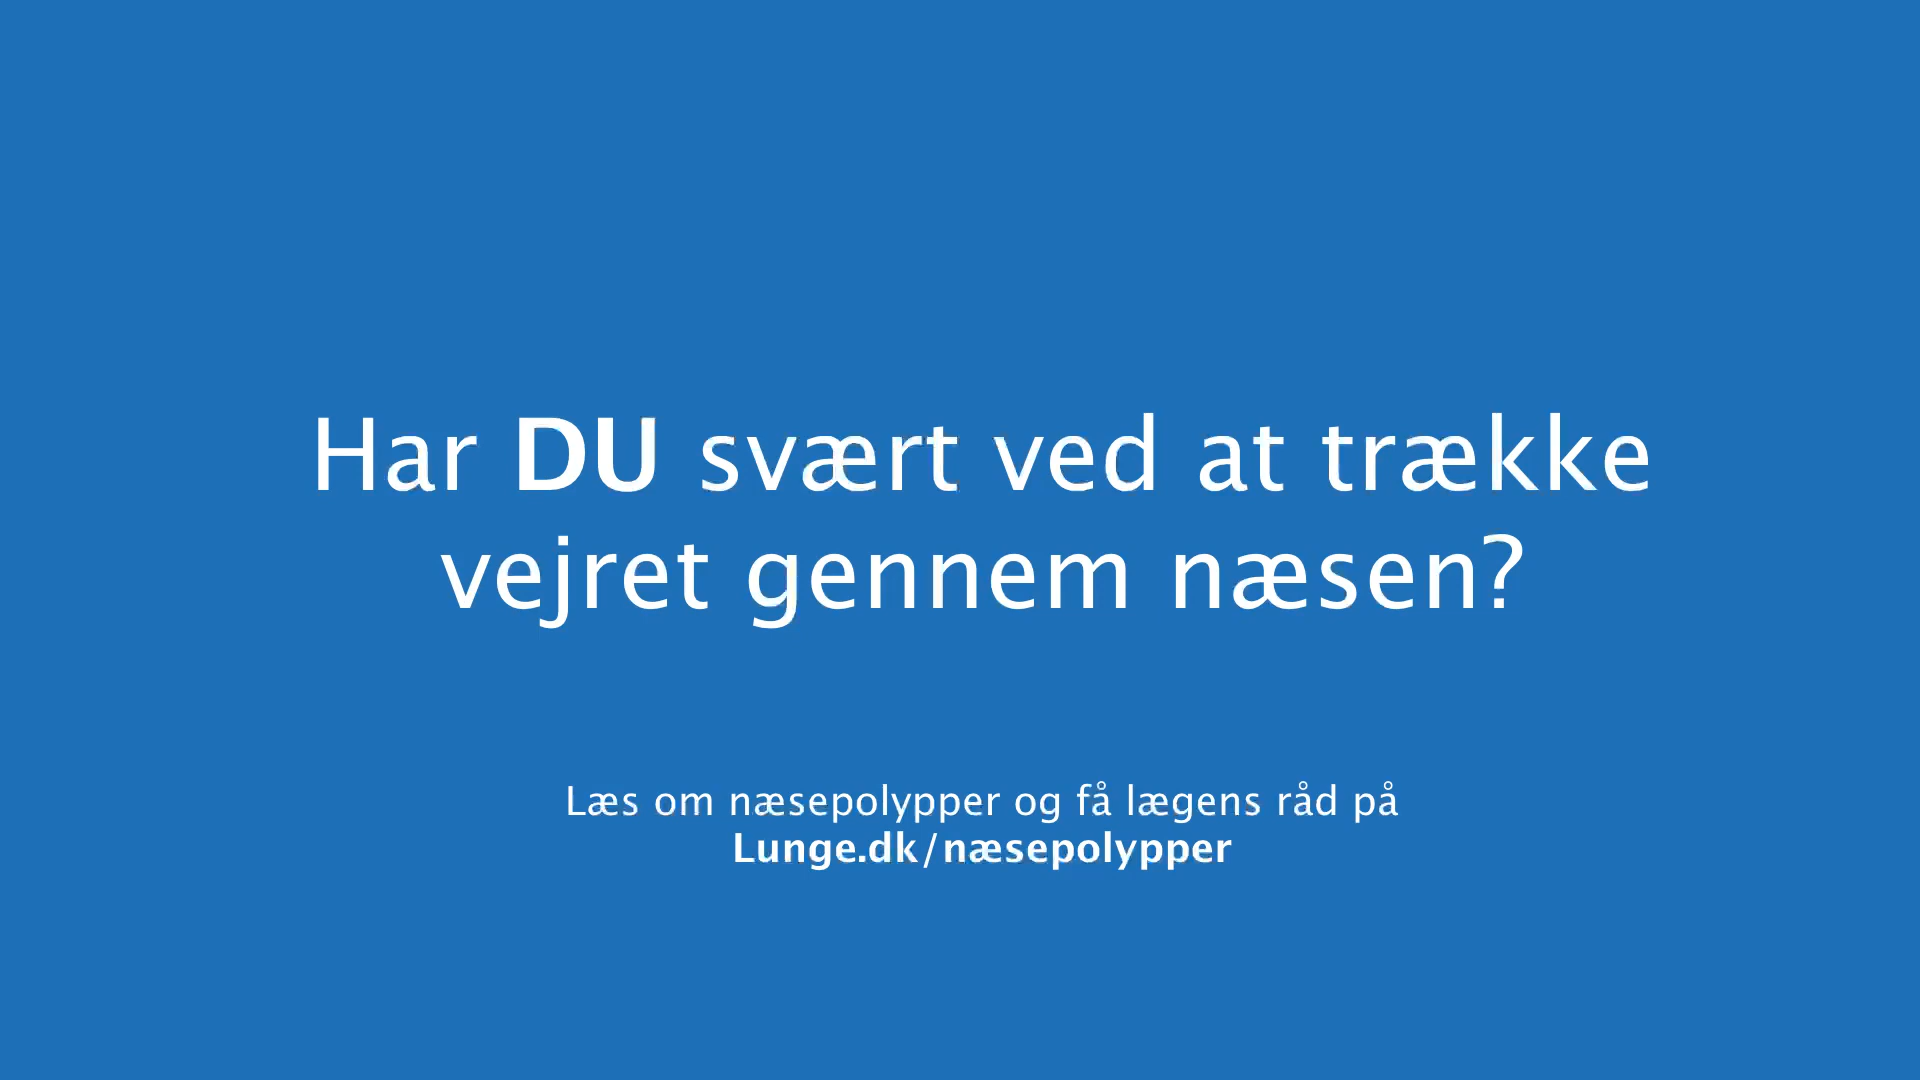 Har DU svært ved at trække
vejret gennem næsen?
Læs om næsepolypper og få lægens råd på
Lunge.dk/næsepolypper